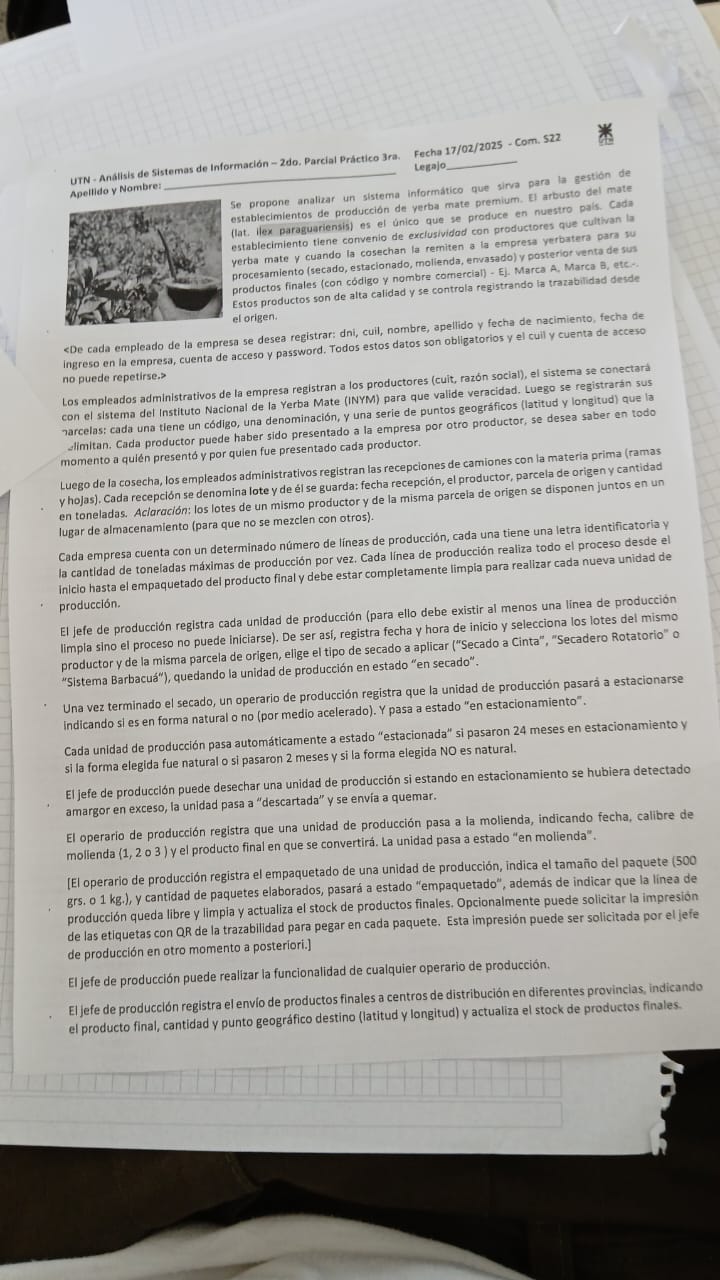 UTN - Análisis de Sistemas de Información – 2do. Parcial Práctico 3ra. Fecha 17/02/2025 - Com. S22
Apellido y Nombre: Legajo
UTN
Se propone analizar un sistema informático que sirva para la gestión de
establecimientos de producción de yerba mate premium. El arbusto del mate
(lat. ilex paraguariensis) es el único que se produce en nuestro país. Cada
establecimiento tiene convenio de exclusividad con productores que cultivan la
yerba mate y cuando la cosechan la remiten a la empresa yerbatera para su
procesamiento (secado, estacionado, molienda, envasado) y posterior venta de sus
productos finales (con código y nombre comercial) - Ej. Marca A, Marca B, etc.-.
Estos productos son de alta calidad y se controla registrando la trazabilidad desde
el origen.
<De cada empleado de la empresa se desea registrar: dni, cuil, nombre, apellido y fecha de nacimiento, fecha de
ingreso en la empresa, cuenta de acceso y password. Todos estos datos son obligatorios y el cuil y cuenta de acceso
no puede repetirse.>
Los empleados administrativos de la empresa registran a los productores (cuit, razón social), el sistema se conectará
con el sistema del Instituto Nacional de la Yerba Mate (INYM) para que valide veracidad. Luego se registrarán sus
parcelas: cada una tiene un código, una denominación, y una serie de puntos geográficos (latitud y longitud) que la
elimitan. Cada productor puede haber sido presentado a la empresa por otro productor, se desea saber en todo
momento a quién presentó y por quien fue presentado cada productor.
Luego de la cosecha, los empleados administrativos registran las recepciones de camiones con la materia prima (ramas
y hojas). Cada recepción se denomina lote y de él se guarda: fecha recepción, el productor, parcela de origen y cantidad
en toneladas. Aclaración: los lotes de un mismo productor y de la misma parcela de origen se disponen juntos en un
lugar de almacenamiento (para que no se mezclen con otros).
Cada empresa cuenta con un determinado número de líneas de producción, cada una tiene una letra identificatoria y
la cantidad de toneladas máximas de producción por vez. Cada línea de producción realiza todo el proceso desde el
inicio hasta el empaquetado del producto final y debe estar completamente limpia para realizar cada nueva unidad de
producción.
El jefe de producción registra cada unidad de producción (para ello debe existir al menos una línea de producción
limpia sino el proceso no puede iniciarse). De ser así, registra fecha y hora de inicio y selecciona los lotes del mismo
productor y de la misma parcela de origen, elige el tipo de secado a aplicar ("Secado a Cinta", "Secadero Rotatorio" o
"Sistema Barbacuá"), quedando la unidad de producción en estado "en secado".
Una vez terminado el secado, un operario de producción registra que la unidad de producción pasará a estacionarse
indicando si es en forma natural o no (por medio acelerado). Y pasa a estado "en estacionamiento".
Cada unidad de producción pasa automáticamente a estado "estacionada" si pasaron 24 meses en estacionamiento y
si la forma elegida fue natural o si pasaron 2 meses y si la forma elegida NO es natural.
El jefe de producción puede desechar una unidad de producción si estando en estacionamiento se hubiera detectado
amargor en exceso, la unidad pasa a "descartada" y se envía a quemar.
El operario de producción registra que una unidad de producción pasa a la molienda, indicando fecha, calibre de
molienda (1, 2 o 3 ) y el producto final en que se convertirá. La unidad pasa a estado "en molienda".
[El operario de producción registra el empaquetado de una unidad de producción, indica el tamaño del paquete (500
grs. o 1 kg.), y cantidad de paquetes elaborados, pasará a estado "empaquetado", además de indicar que la línea de
producción queda libre y limpia y actualiza el stock de productos finales. Opcionalmente puede solicitar la impresión
de las etiquetas con QR de la trazabilidad para pegar en cada paquete. Esta impresión puede ser solicitada por el jefe
de producción en otro momento a posteriori.]
El jefe de producción puede realizar la funcionalidad de cualquier operario de producción.
El jefe de producción registra el envío de productos finales a centros de distribución en diferentes provincias, indicando
el producto final, cantidad y punto geográfico destino (latitud y longitud) y actualiza el stock de productos finales.